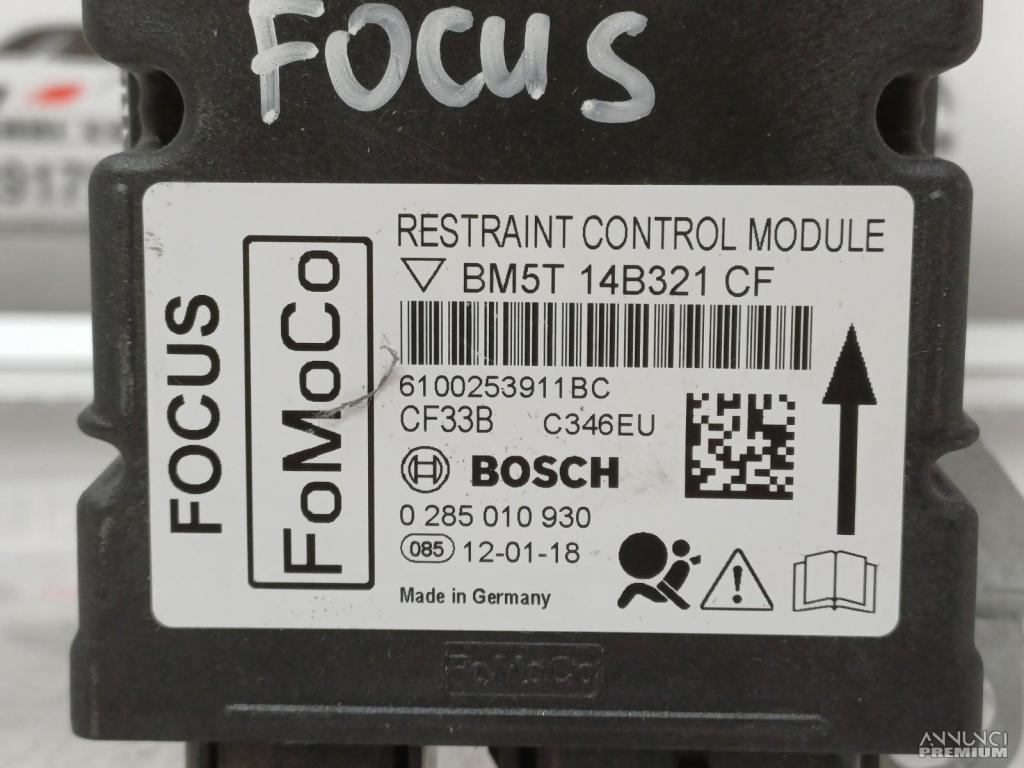 FOCUS
RESTRAINT CONTROL MODULE
BM5T 14B321 CF
6100253911BC
CF33B C346EU
BOSCH
0 285 010 930
085 12-01-18
Made in Germany
FOCUS
FoMoCo
FoMoCo
917
ANNUNCI
PREMIUM